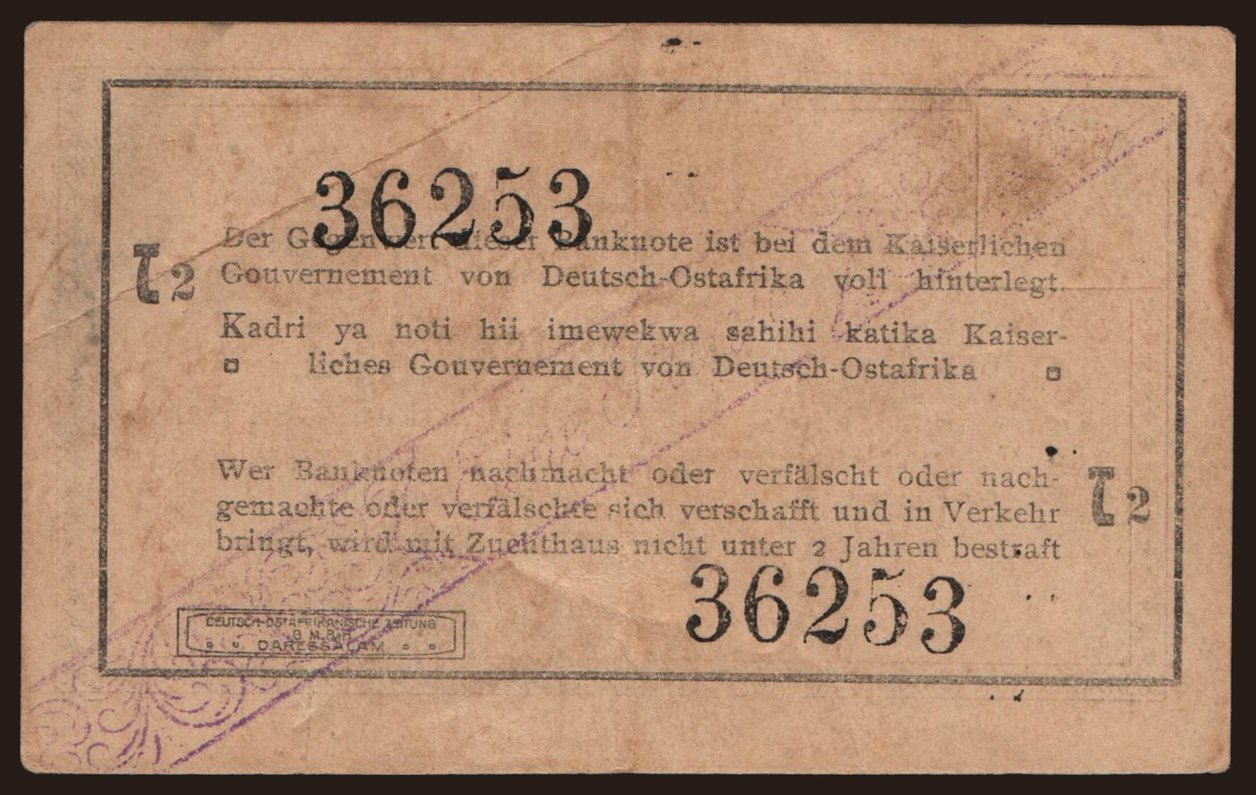 36253
Der Gegenwert dieser Banknote ist bei dem Kaiserlichen
Gouvernement von Deutsch-Ostafrika voll hinterlegt.
Kadri ya noti hii imewekwa sahihi katika Kaiser-
liches Gouvernement von Deutsch-Ostafrika
2
Wer Banknoten nachmacht oder verfälscht oder nach-
gemachte oder verfälschte sich verschafft und in Verkehr
bringt, wird mit Zuchthaus nicht unter 2 Jahren bestraft
2
36253
DEUTSCH-OSTAFRIKANISCHE ZEITUNG
G.M.B.H.
DARESSALAM